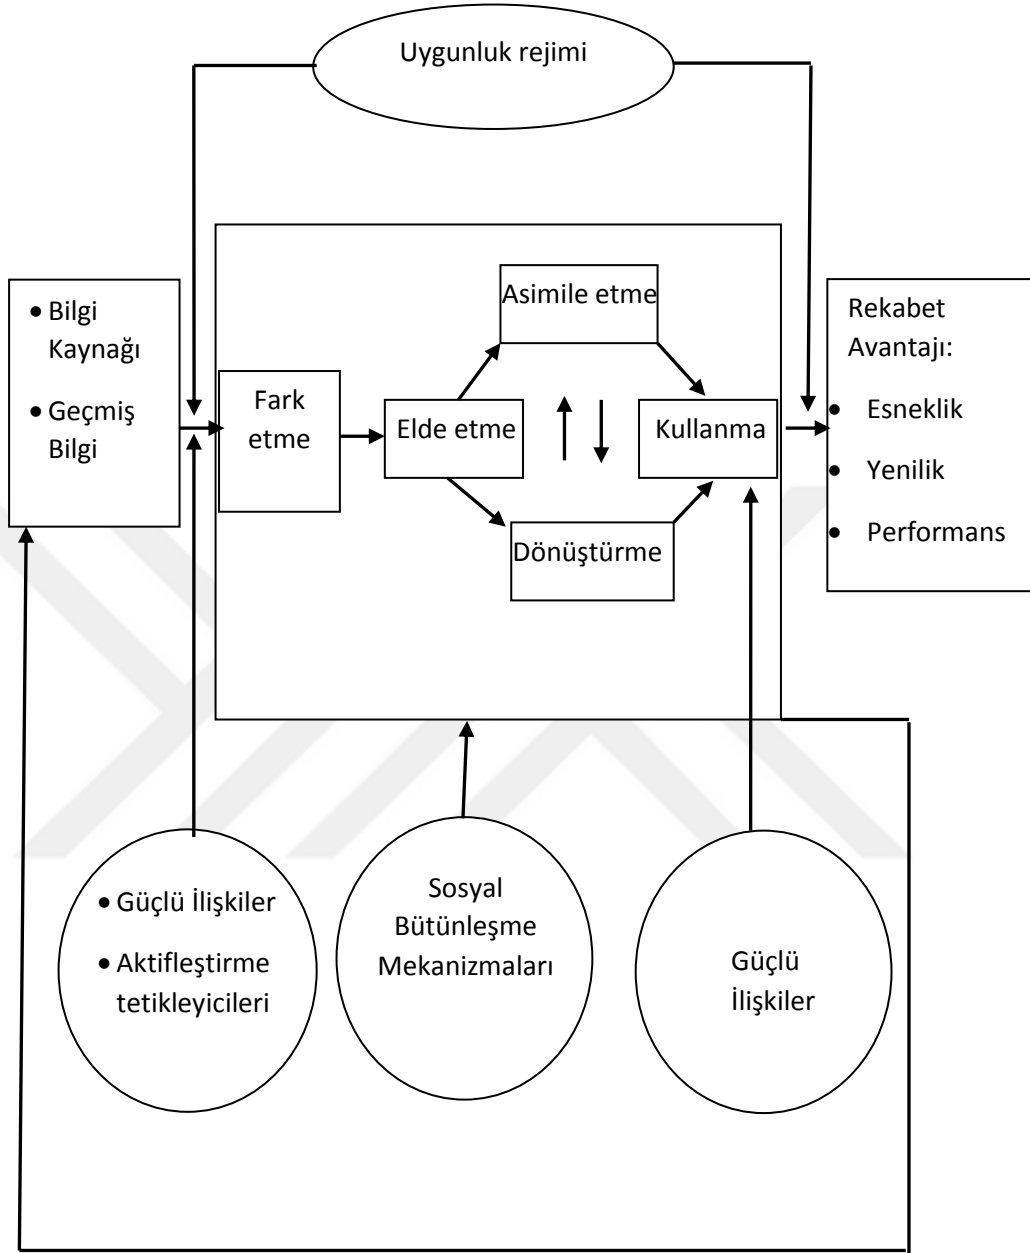 Uygunluk rejimi
• Bilgi
Kaynağı
• Geçmiş
Bilgi
Fark
etme
Elde etme
Asimile etme
Dönüştürme
Kullanma
Rekabet
Avantajı:
• Esneklik
• Yenilik
• Performans
• Güçlü İlişkiler
• Aktifleştirme
tetikleyicileri
Sosyal
Bütünleşme
Mekanizmaları
Güçlü
İlişkiler